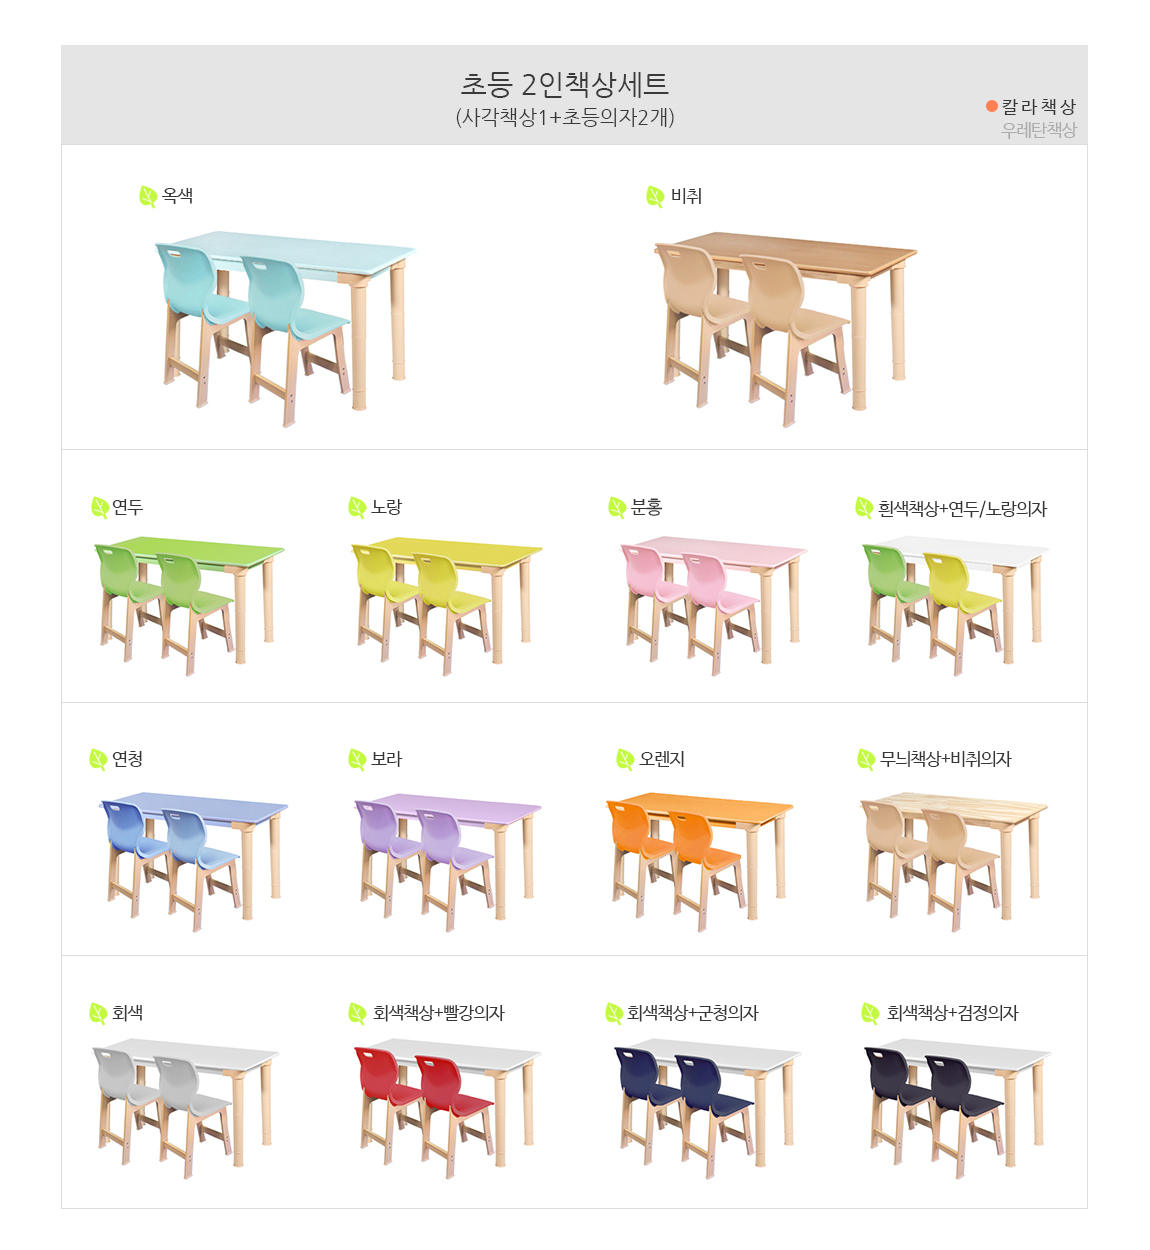 초등 2인책상세트
(사각책상1+초등의자2개)
칼라책상
우레탄책상
옥색
비취
연두
노랑
분홍
흰색책상+연두/노랑의자
연청
보라
오렌지
무늬책상+비취의자
회색
회색책상+빨강의자
회색책상+군청의자
회색책상+검정의자